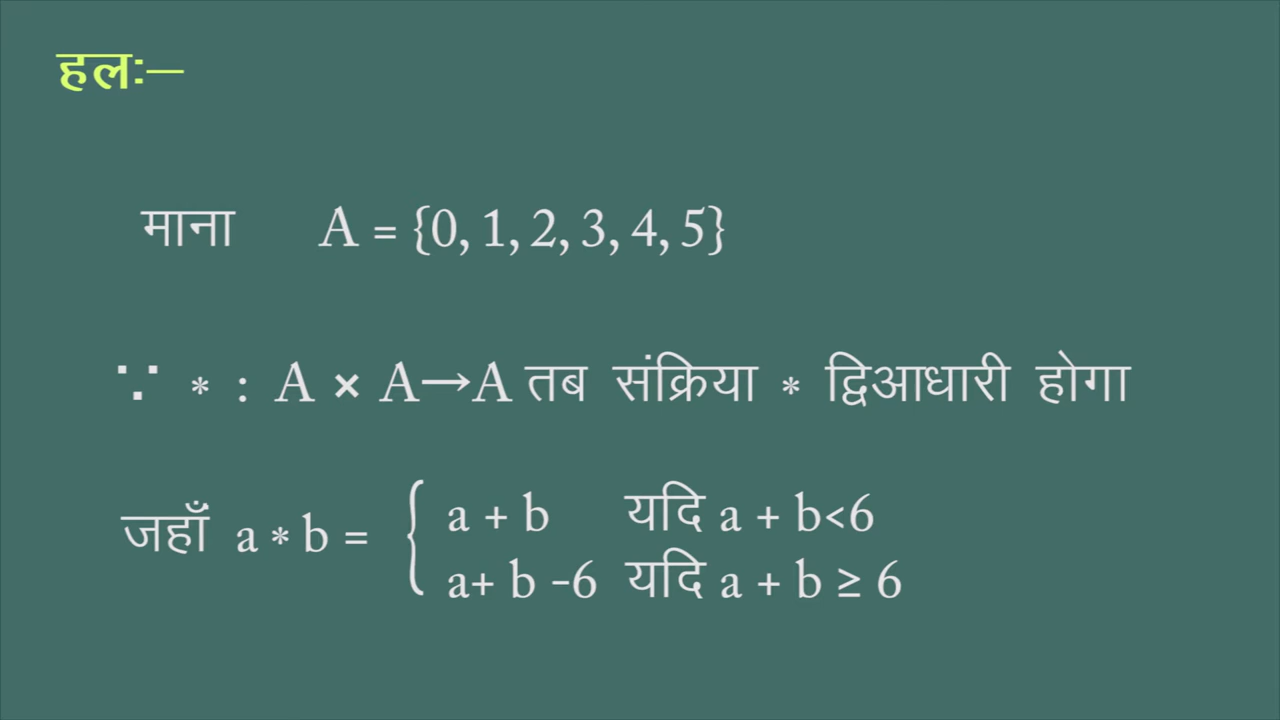 हलः—
माना A = {0, 1, 2, 3, 4, 5}
∵ * : A × A→A तब संक्रिया * द्विआधारी होगा
जहाँ a * b = { a + b यदि a + b<6
a+ b -6 यदि a + b ≥ 6